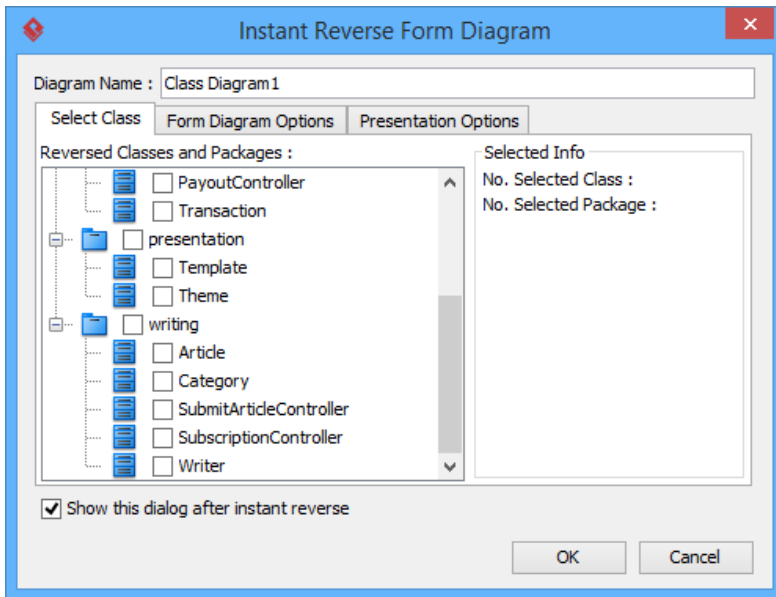 Instant Reverse Form Diagram
Diagram Name : Class Diagram1
Select Class Form Diagram Options Presentation Options
Reversed Classes and Packages :
PayoutController
Transaction
presentation
Template
Theme
writing
Article
Category
SubmitArticleController
SubscriptionController
Writer
Selected Info
No. Selected Class :
No. Selected Package :
Show this dialog after instant reverse
OK Cancel